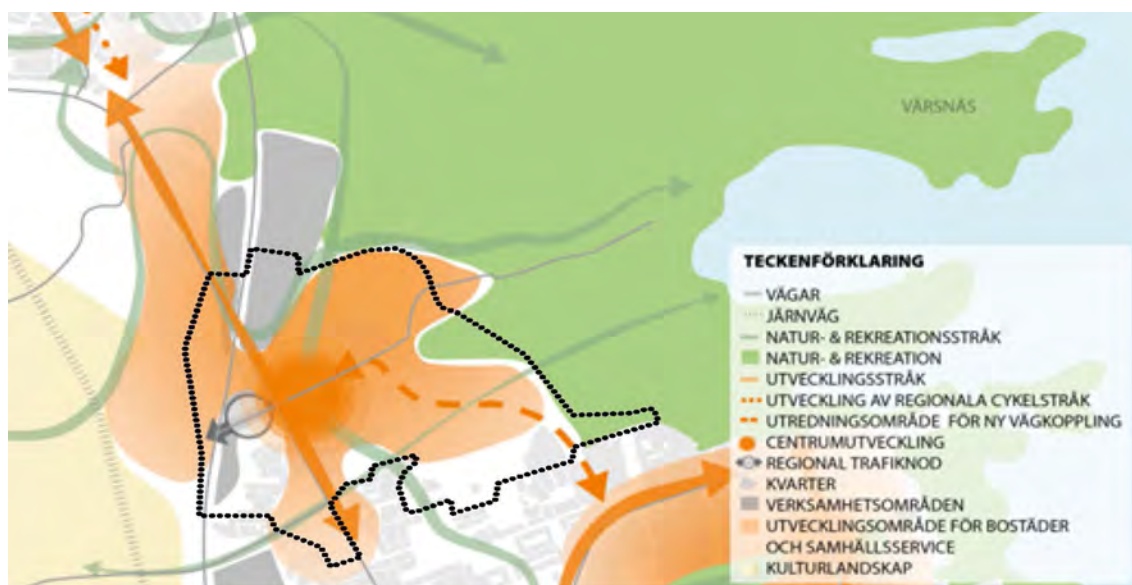 VÄRSNÄS
TECKENFÖRKLARING
VÄGAR
JÄRNVÄG
NATUR- & REKREATIONSSTRÅK
NATUR- & REKREATION
UTVECKLINGSSTRÅK
UTVECKLING AV REGIONALA CYKELSTRÅK
UTREDNINGSOMRÅDE FÖR NY VÄGKOPPLING
CENTRUMUTVECKLING
REGIONAL TRAFIKNOD
KVARTER
VERKSAMHETSOMRÅDEN
UTVECKLINGSOMRÅDE FÖR BOSTÄDER
OCH SAMHÄLLSSERVICE
KULTURLANDSKAP